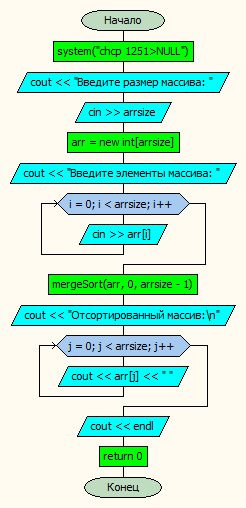 Начало
system("chcp 1251>NULL")
cout << "Введите размер массива: "
cin >> arrsize
arr = new int[arrsize]
cout << "Введите элементы массива: "
i = 0; i < arrsize; i++
cin >> arr[i]
mergeSort(arr, 0, arrsize - 1)
cout << "Отсортированный массив:\n"
j = 0; j < arrsize; j++
cout << arr[j] << " "
cout << endl
return 0
Конец